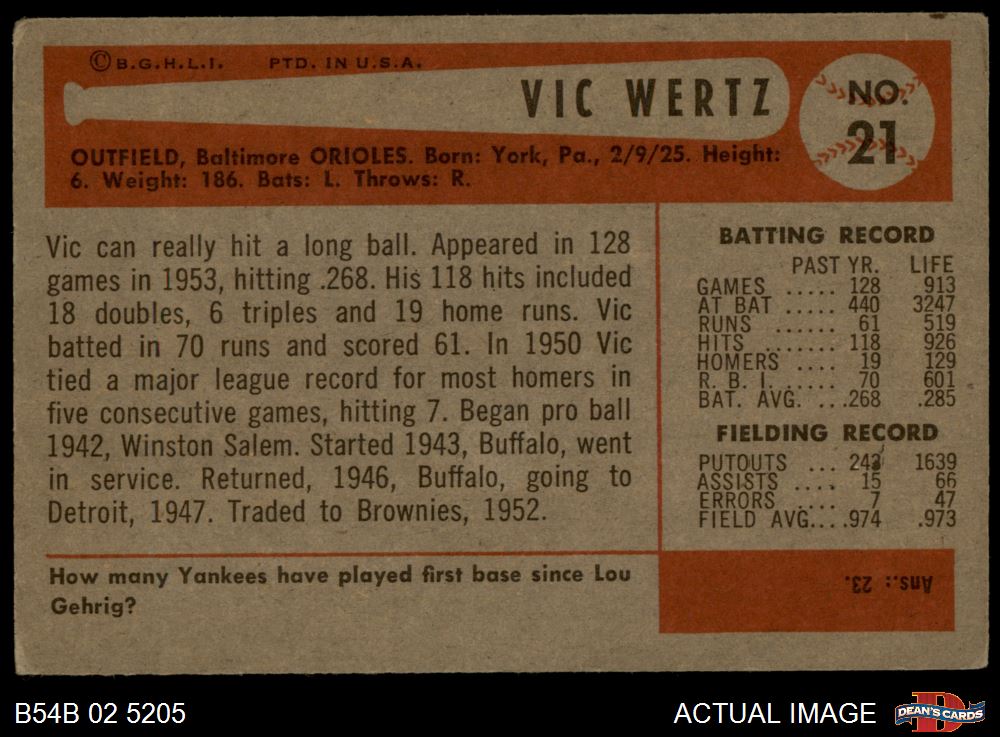 © B.G.H.L.I. PTD. IN U.S.A.
VIC WERTZ
NO.
21
OUTFIELD, Baltimore ORIOLES. Born: York, Pa., 2/9/25. Height:
6. Weight: 186. Bats: L. Throws: R.
Vic can really hit a long ball. Appeared in 128
games in 1953, hitting .268. His 118 hits included
18 doubles, 6 triples and 19 home runs. Vic
batted in 70 runs and scored 61. In 1950 Vic
tied a major league record for most homers in
five consecutive games, hitting 7. Began pro ball
1942, Winston Salem. Started 1943, Buffalo, went
in service. Returned, 1946, Buffalo, going to
Detroit, 1947. Traded to Brownies, 1952.
How many Yankees have played first base since Lou
Gehrig?
BATTING RECORD
PAST YR. LIFE
GAMES ..... 128 913
AT BAT ..... 440 3247
RUNS ...... 61 519
HITS ....... 118 926
HOMERS .... 19 129
R. B. I. ...... 70 601
BAT. AVG. ... .268 .285
FIELDING RECORD
PUTOUTS ... 243 1639
ASSISTS .... 15 66
ERRORS .... 7 47
FIELD AVG.... .974 .973
Ans.: 23.
B54B 02 5205
ACTUAL IMAGE
DEAN'S CARDS